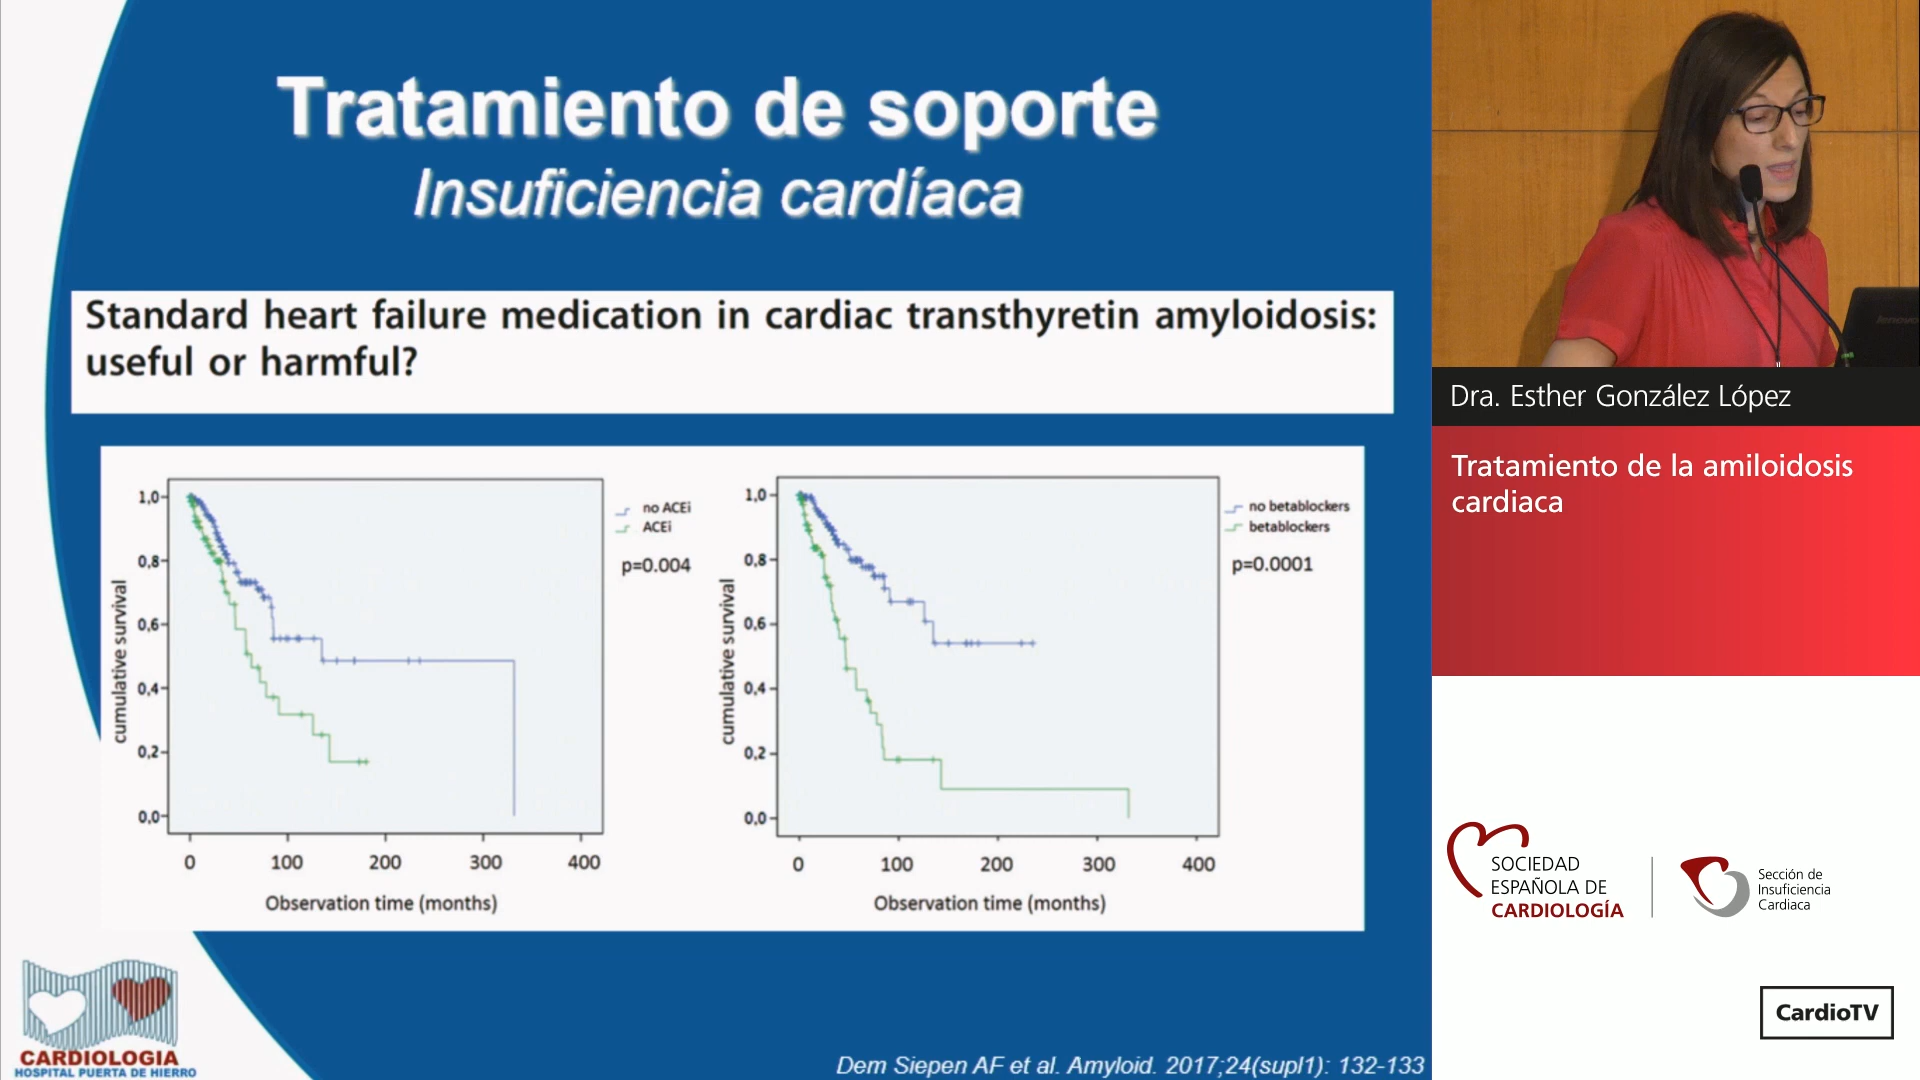 Tratamiento de soporte
Insuficiencia cardíaca
Standard heart failure medication in cardiac transthyretin amyloidosis:
useful or harmful?
cumulative survival
1,0
0,8
0,6
0,4
0,2
0,0
0 100 200 300 400
Observation time (months)
no ACEi
ACEi
p=0.004
cumulative survival
1,0
0,8
0,6
0,4
0,2
0,0
0 100 200 300 400
Observation time (months)
no betablockers
betablockers
p=0.0001
CARDIOLOGIA
HOSPITAL PUERTA DE HIERRO
Dem Siepen AF et al. Amyloid. 2017;24(supl1): 132-133
lenovo
Dra. Esther González López
Tratamiento de la amiloidosis
cardiaca
SOCIEDAD
ESPAÑOLA DE
CARDIOLOGÍA
Sección de
Insuficiencia
Cardiaca
CardioTV